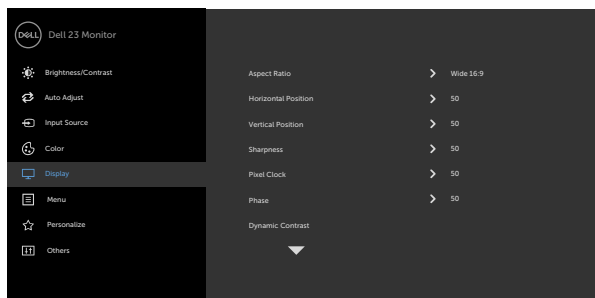 DELL Dell 23 Monitor
Brightness/Contrast
Auto Adjust
Input Source
Color
Display
Menu
Personalize
Others
Aspect Ratio Wide 16:9
Horizontal Position 50
Vertical Position 50
Sharpness 50
Pixel Clock 50
Phase 50
Dynamic Contrast